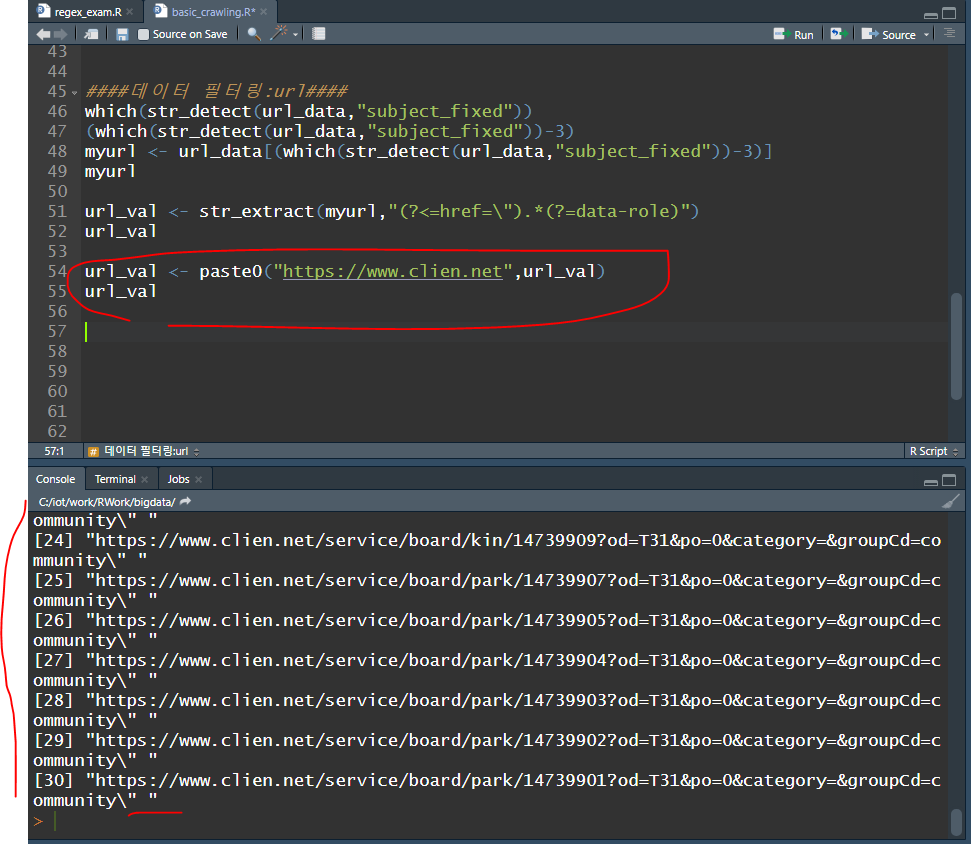 regex_exam.R
basic_crawling.R*
Source on Save
Run
Source
43
44
45 ####데이터 필터링:url####
46 which(str_detect(url_data,"subject_fixed"))
47 (which(str_detect(url_data,"subject_fixed"))-3)
48 myurl <- url_data[(which(str_detect(url_data,"subject_fixed"))-3)]
49 myurl
50
51 url_val <- str_extract(myurl,"(?<=href=\").*(?=data-role)")
52 url_val
53
54 url_val <- paste0("https://www.clien.net",url_val)
55 url_val
56
57
58
59
60
61
62
57:1 # 데이터 필터링:url R Script
Console Terminal Jobs
C:/iot/work/RWork/bigdata/
ommunity\" "
[24] "https://www.clien.net/service/board/kin/14739909?od=T31&po=0&category=&groupCd=co
mmunity\" "
[25] "https://www.clien.net/service/board/park/14739907?od=T31&po=0&category=&groupCd=c
ommunity\" "
[26] "https://www.clien.net/service/board/park/14739905?od=T31&po=0&category=&groupCd=c
ommunity\" "
[27] "https://www.clien.net/service/board/park/14739904?od=T31&po=0&category=&groupCd=c
ommunity\" "
[28] "https://www.clien.net/service/board/park/14739903?od=T31&po=0&category=&groupCd=c
ommunity\" "
[29] "https://www.clien.net/service/board/park/14739902?od=T31&po=0&category=&groupCd=c
ommunity\" "
[30] "https://www.clien.net/service/board/park/14739901?od=T31&po=0&category=&groupCd=c
ommunity\" "
>